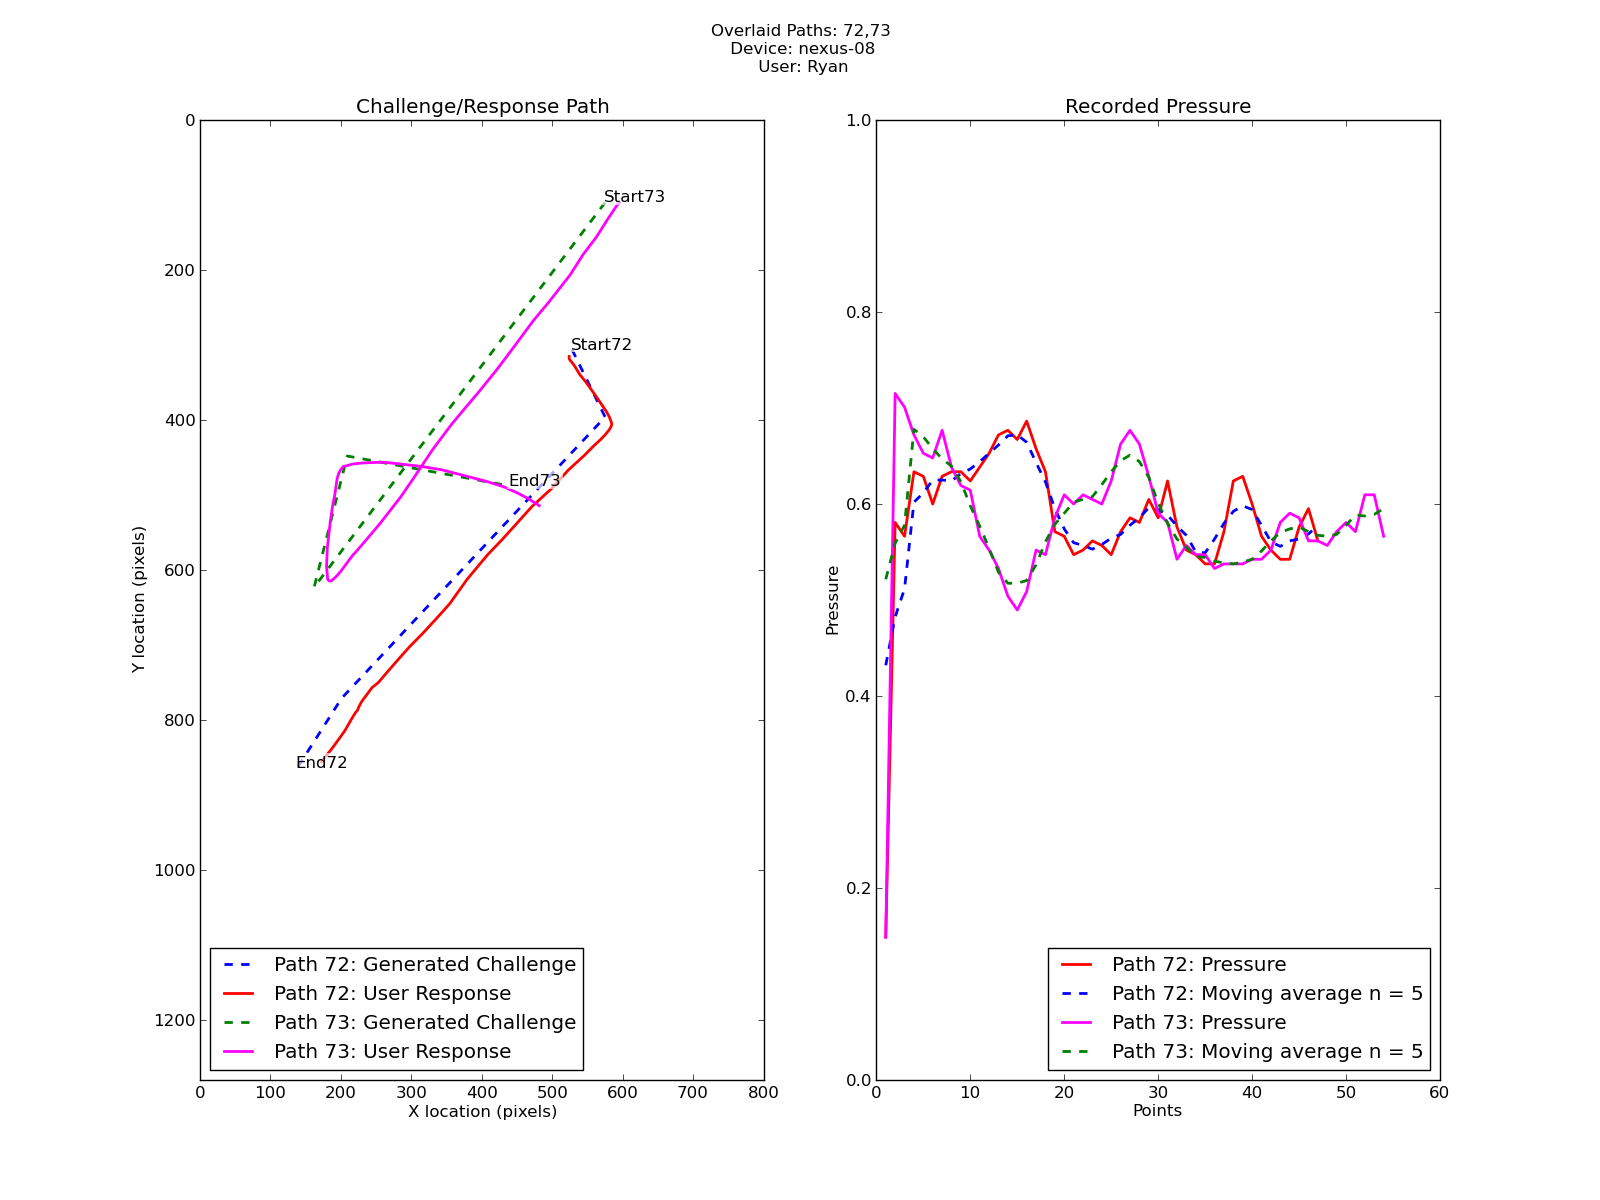 Overlaid Paths: 72,73
Device: nexus-08
User: Ryan
Challenge/Response Path
0
200
400
600
800
1000
1200
Y location (pixels)
Start73
Start72
End73
End72
Path 72: Generated Challenge
Path 72: User Response
Path 73: Generated Challenge
Path 73: User Response
0 100 200 300 400 500 600 700 800
X location (pixels)
Recorded Pressure
1.0
0.8
0.6
0.4
0.2
0.0
Pressure
Path 72: Pressure
Path 72: Moving average n = 5
Path 73: Pressure
Path 73: Moving average n = 5
0 10 20 30 40 50 60
Points